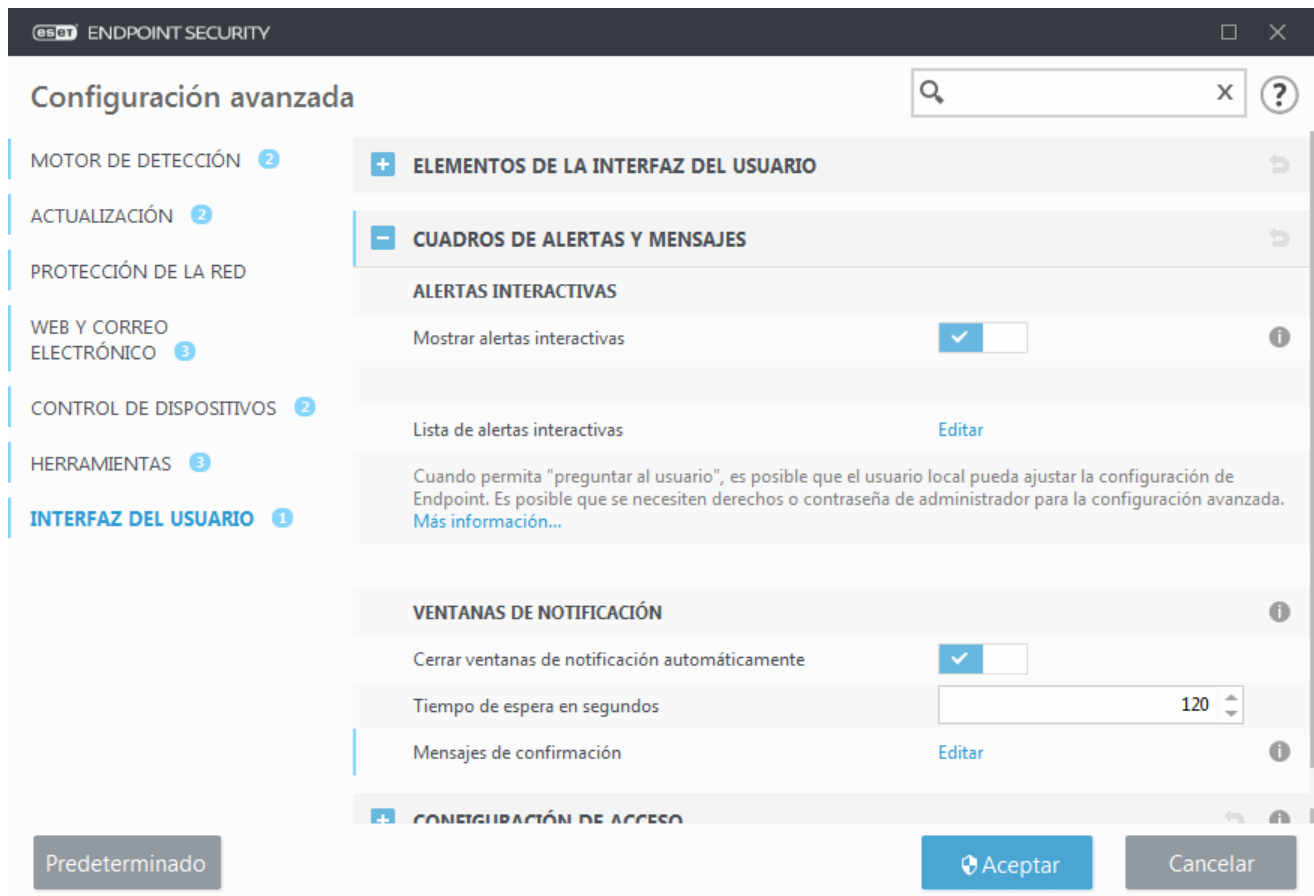 eset ENDPOINT SECURITY
Configuración avanzada
x
?
MOTOR DE DETECCIÓN 2
ACTUALIZACIÓN 2
PROTECCIÓN DE LA RED
WEB Y CORREO
ELECTRÓNICO 3
CONTROL DE DISPOSITIVOS 2
HERRAMIENTAS 3
INTERFAZ DEL USUARIO 1
ELEMENTOS DE LA INTERFAZ DEL USUARIO
CUADROS DE ALERTAS Y MENSAJES
ALERTAS INTERACTIVAS
Mostrar alertas interactivas
Lista de alertas interactivas Editar
Cuando permita "preguntar al usuario", es posible que el usuario local pueda ajustar la configuración de
Endpoint. Es posible que se necesiten derechos o contraseña de administrador para la configuración avanzada.
Más información...
VENTANAS DE NOTIFICACIÓN
Cerrar ventanas de notificación automáticamente
Tiempo de espera en segundos 120
Mensajes de confirmación Editar
CONFIGURACIÓN DE ACCESO
Predeterminado
Aceptar
Cancelar